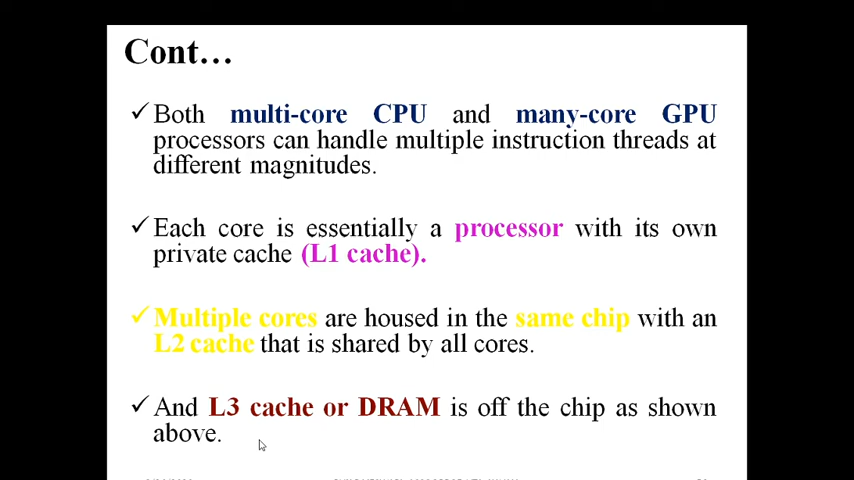 Cont…
✓ Both multi-core CPU and many-core GPU
processors can handle multiple instruction threads at
different magnitudes.
✓ Each core is essentially a processor with its own
private cache (L1 cache).
✓ Multiple cores are housed in the same chip with an
L2 cache that is shared by all cores.
✓ And L3 cache or DRAM is off the chip as shown
above.